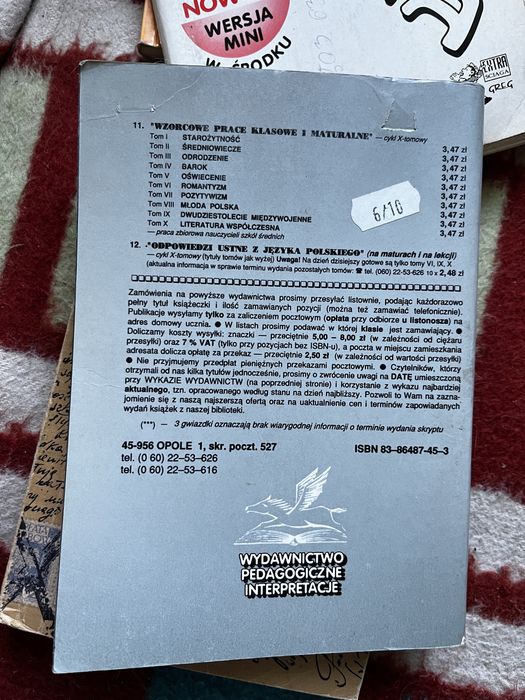 NOWO
WERSJA
MINI
W ŚRODKU
EXTRA
ŚCIĄGA
GREG
11. "WZORCOWE PRACE KLASOWE I MATURALNE" — cykl X-tomowy
Tom I STAROŻYTNOŚĆ 3,47 zł
Tom II ŚREDNIOWIECZE 3,47 zł
Tom III ODRODZENIE 3,47 zł
Tom IV BAROK 3,47 zł
Tom V OŚWIECENIE 3,47 zł
Tom VI ROMANTYZM 3,47 zł
Tom VII POZYTYWIZM 3,47 zł
Tom VIII MŁODA POLSKA 3,47 zł
Tom IX DWUDZIESTOLECIE MIĘDZYWOJENNE 3,47 zł
Tom X LITERATURA WSPÓŁCZESNA 3,47 zł
— praca zbiorowa nauczycieli szkół średnich
6/10
12. "ODPOWIEDZI USTNE Z JĘZYKA POLSKIEGO" (na maturach i na lekcji)
— cykl X-tomowy (tytuły tomów jak wyżej) Uwaga! Na dzień dzisiejszy gotowe są tylko tomy VI, IX, X
(aktualna informacja w sprawie terminu wydania pozostałych tomów: ☎ tel. (060) 22-53-626 10 x 2,48 zł
Zamówienia na powyższe wydawnictwa prosimy przesyłać listownie, podając każdorazowo
pełny tytuł książeczki i ilość zamawianych pozycji (można też zamawiać telefonicznie).
Publikacje wysyłamy tylko za zaliczeniem pocztowym (opłata przy odbiorze u listonosza) na
adres domowy ucznia. ● W listach prosimy podawać w której klasie jest zamawiający. ●
Doliczamy koszty wysyłki: znaczki — przeciętnie 5,00 – 8,00 zł (w zależności od ciężaru
przesyłki) oraz 7 % VAT (tylko przy pozycjach bez ISBN-u), a poczta w miejscu zamieszkania
adresata dolicza opłatę za przekaz — przeciętnie 2,50 zł (w zależności od wartości przesyłki)
● Nie przyjmujemy przedpłat pieniężnych przekazami pocztowymi. ● Czytelników, którzy
otrzymali od nas kilka tytułów jednocześnie, prosimy o zwrócenie uwagi na DATĘ umieszczoną
przy WYKAZIE WYDAWNICTW (na poprzedniej stronie) i korzystanie z wykazu najbardziej
aktualnego, tzn. opracowanego według stanu na dzień najbliższy. Pozwoli to Wam na zazna-
jomienie się z naszą najszerszą ofertą oraz na uaktualnienie cen i terminów zapowiadanych
wydań książek z naszej biblioteki.
(***) — 3 gwiazdki oznaczają brak wiarygodnej informacji o terminie wydania skryptu
45-956 OPOLE 1, skr. poczt. 527 ISBN 83–86487-45–3
tel. (0 60) 22–53–626
tel. (0 60) 22–53–616
WYDAWNICTWO
PEDAGOGICZNE
INTERPRETACJE